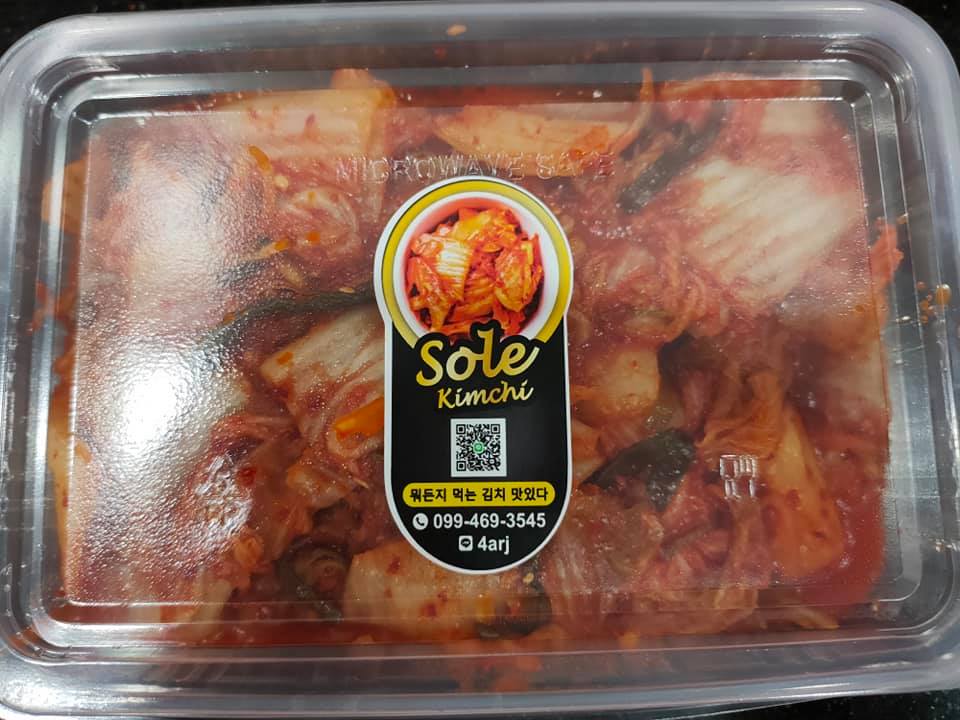 MICROWAVE SAFE
Sole
Kimchi
뭐든지 먹는 김치 맛있다
099-469-3545
4arj